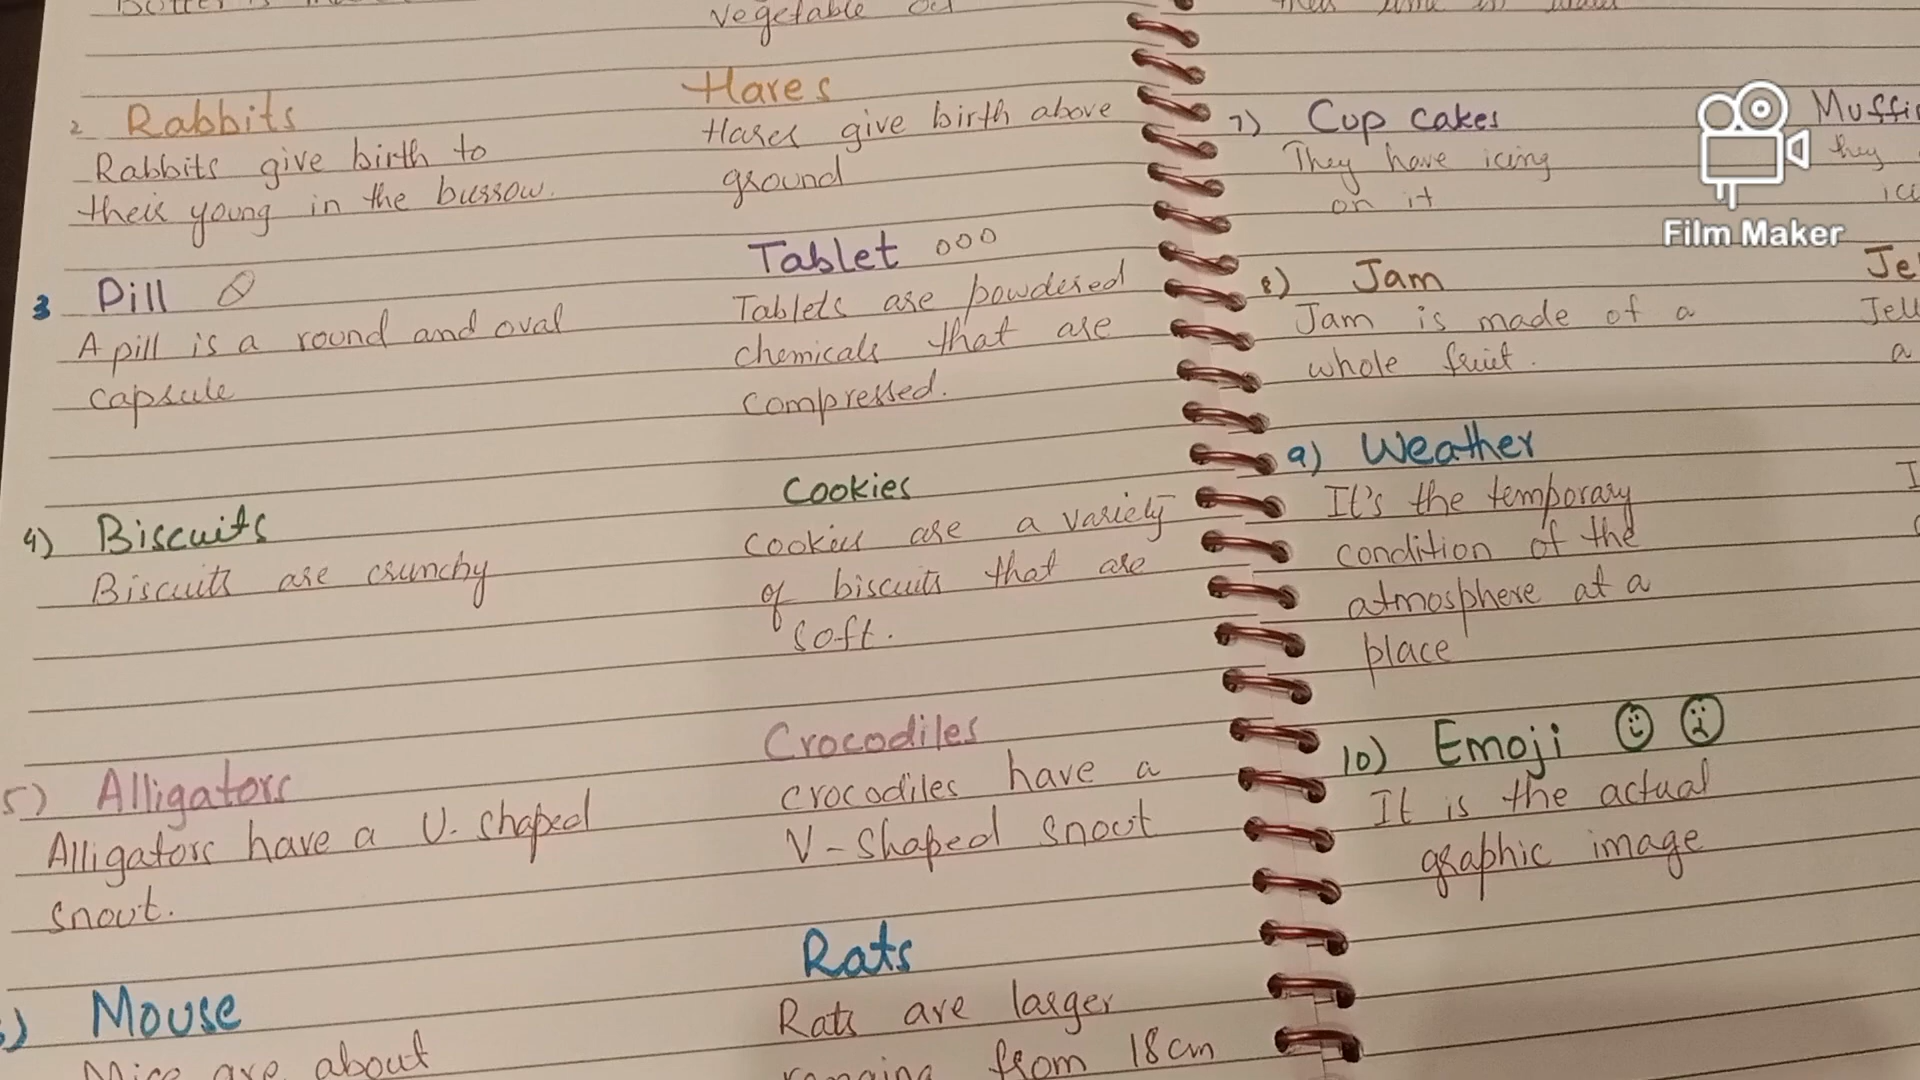 Vegetable
2 Rabbits
Rabbits give birth to
their young in the burrow.
Hares
Hares give birth above
ground
3 Pill
A pill is a round and oval
capsule
Tablet
Tablets are powdered
chemicals that are
compressed.
4) Biscuits
Biscuits are crunchy
Cookies
Cookies are a variety
of biscuits that are
soft.
5) Alligators
Alligators have a U-shaped
snout.
Crocodiles
crocodiles have a
V-shaped snout
Mouse
Mice are about
Rats
Rats are larger
ranging from 18cm
7) Cup cakes
They have icing
on it
8) Jam
Jam is made of a
whole fruit.
a
9) Weather
It's the temporary
condition of the
atmosphere at a
place
10) Emoji
It is the actual
graphic image
Film Maker